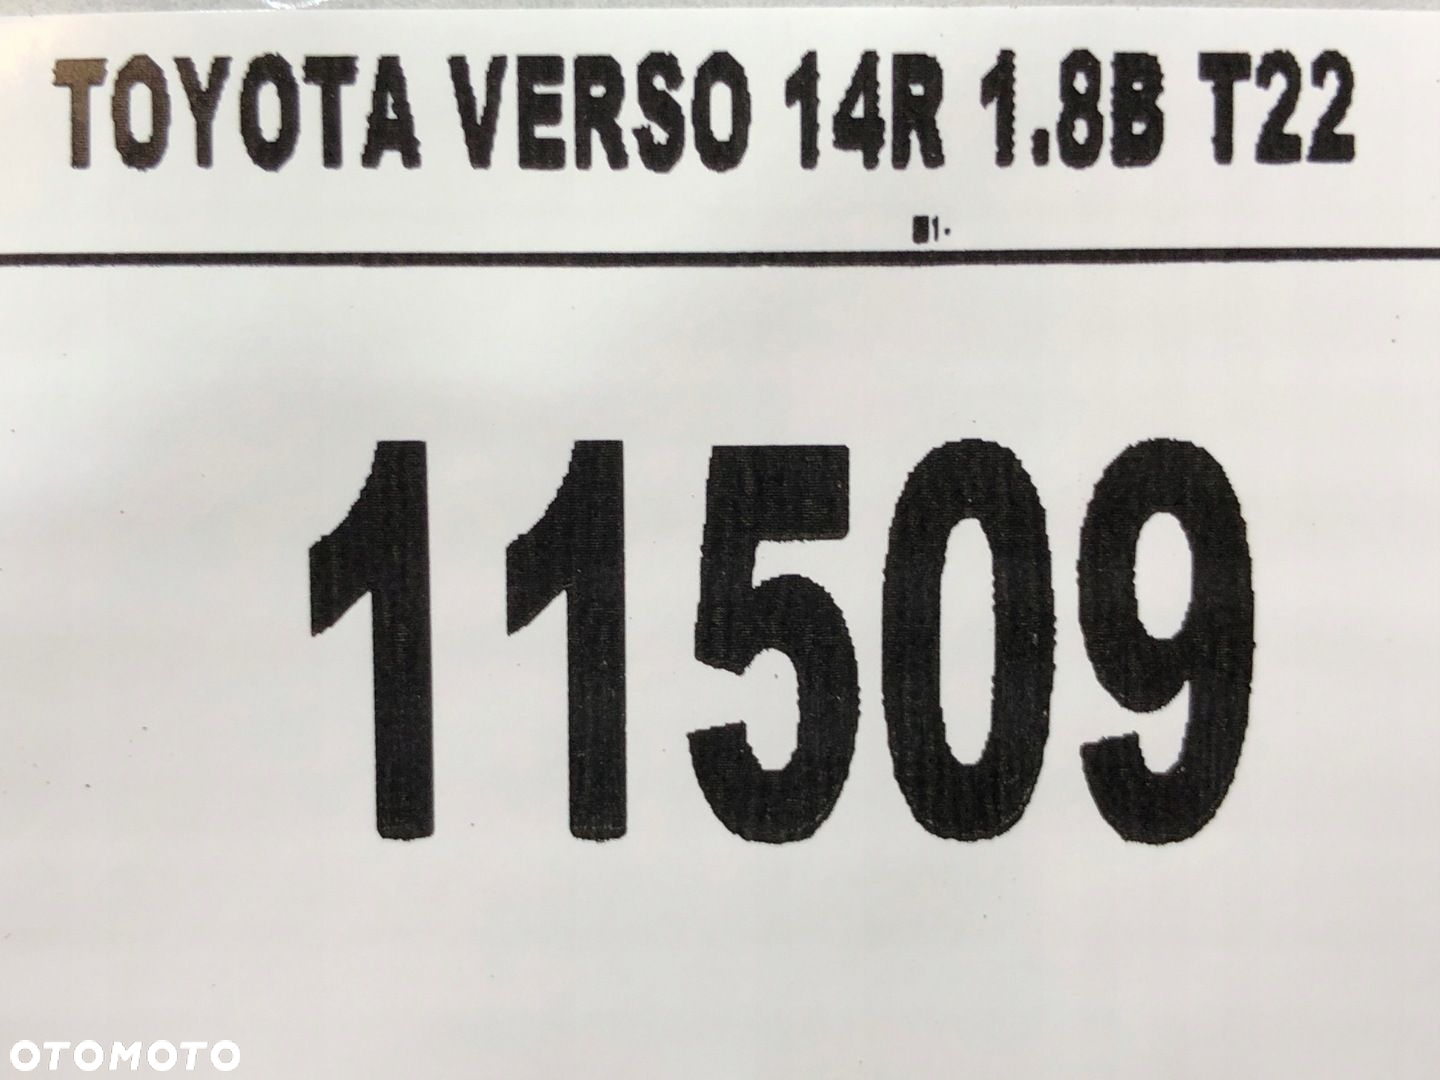 TOYOTA VERSO 14R 1.8B T22
11509
OTOMOTO